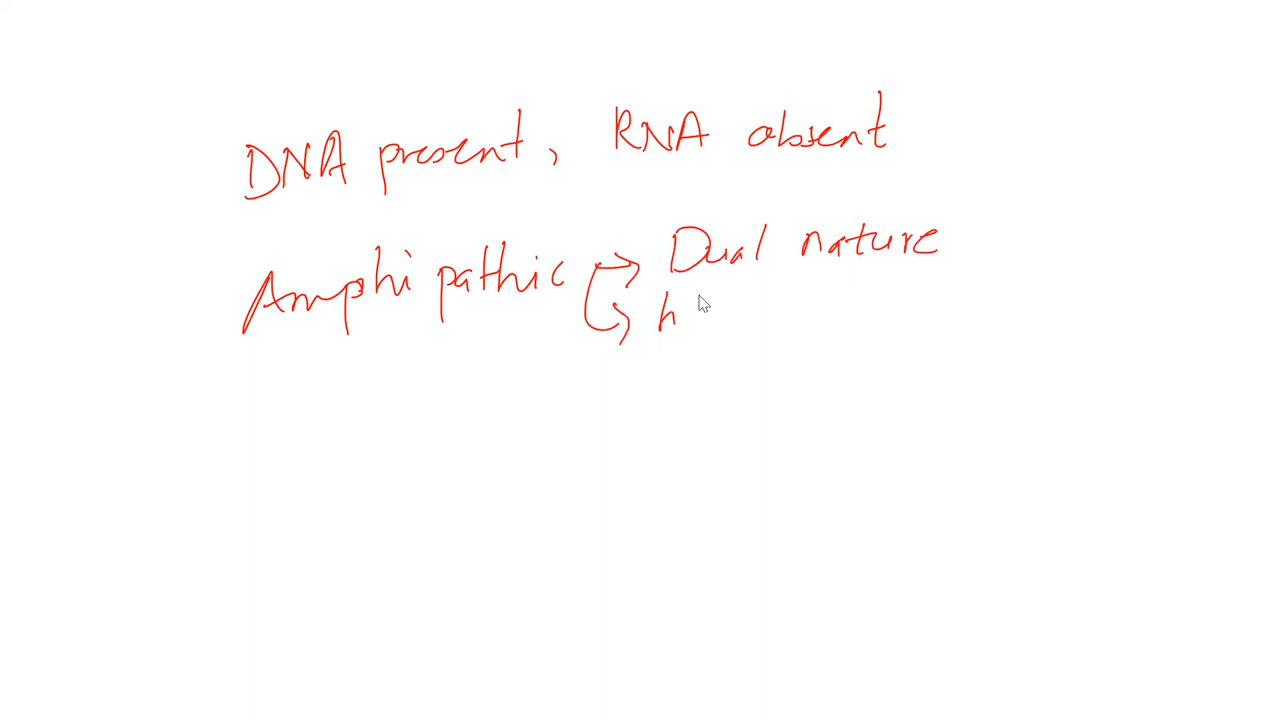 DNA present, RNA absent
Amphipathic → Dual nature
→ h